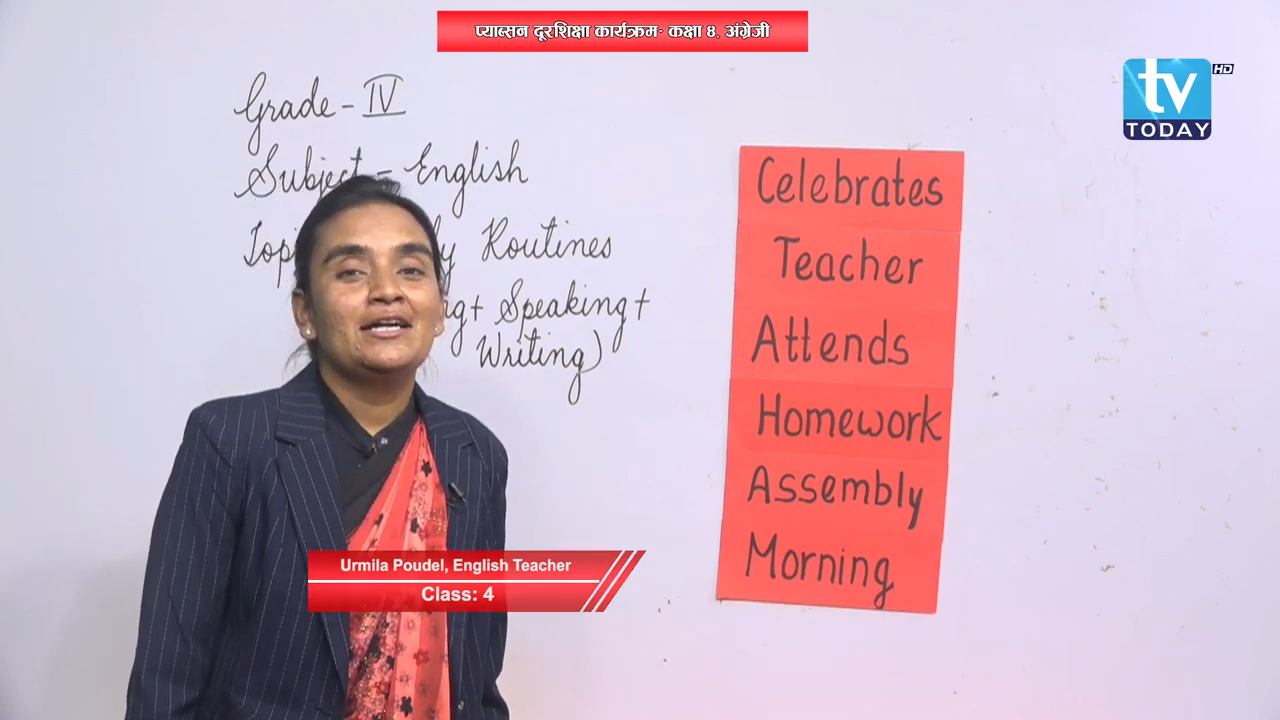 प्याब्सन दूरशिक्षा कार्यक्रम- कक्षा ४, अंग्रेजी
tv
TODAY
HD
Grade - IV
Subject - English
Routines
Speaking +
Writing)
Celebrates
Teacher
Attends
Homework
Assembly
Morning
Urmila Poudel, English Teacher
Class: 4